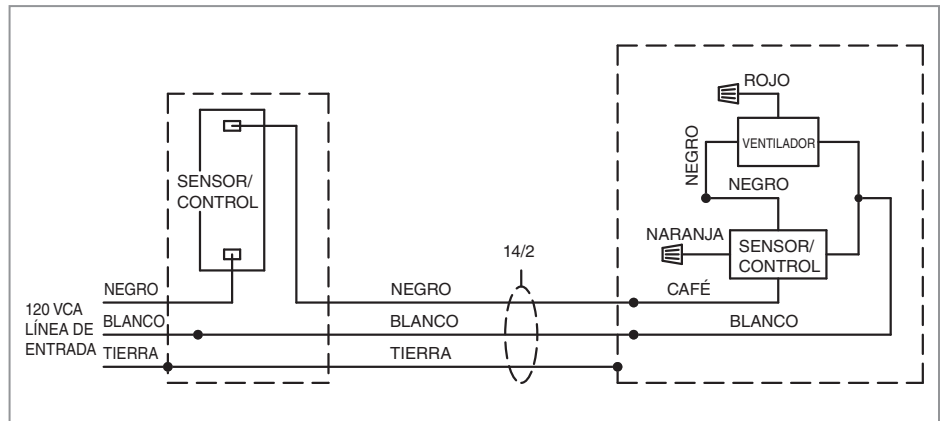 ROJO
VENTILADOR
NEGRO
NEGRO
SENSOR/
CONTROL
NARANJA
SENSOR/
CONTROL
14/2
NEGRO
NEGRO
CAFÉ
120 VCA
LÍNEA DE
ENTRADA
BLANCO
BLANCO
BLANCO
TIERRA
TIERRA